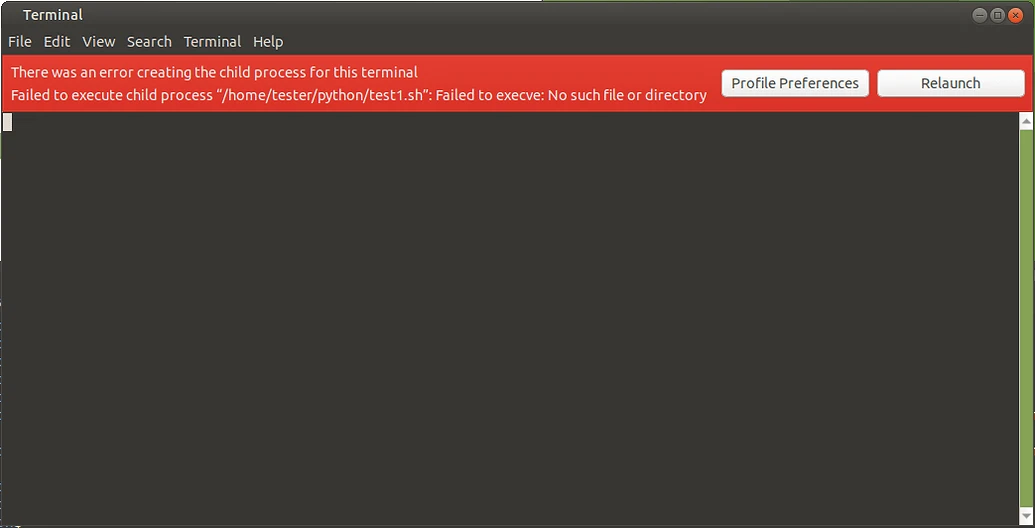 Terminal
File Edit View Search Terminal Help
There was an error creating the child process for this terminal
Failed to execute child process “/home/tester/python/test1.sh”: Failed to execve: No such file or directory
Profile Preferences Relaunch